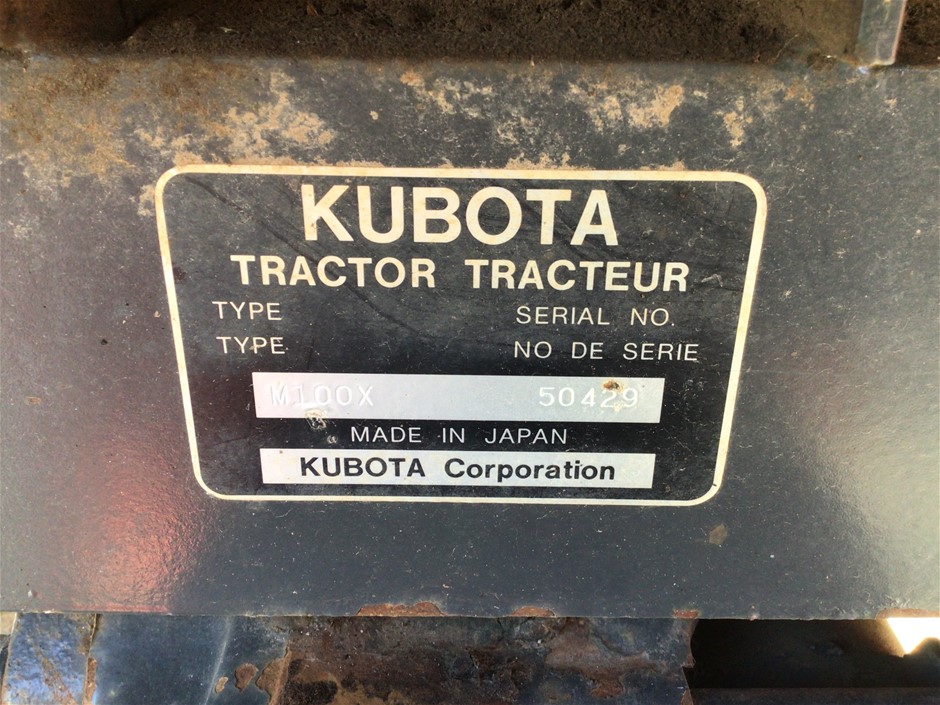 KUBOTA
TRACTOR TRACTEUR
TYPE SERIAL NO.
TYPE NO DE SERIE
M100X 50429
MADE IN JAPAN
KUBOTA Corporation